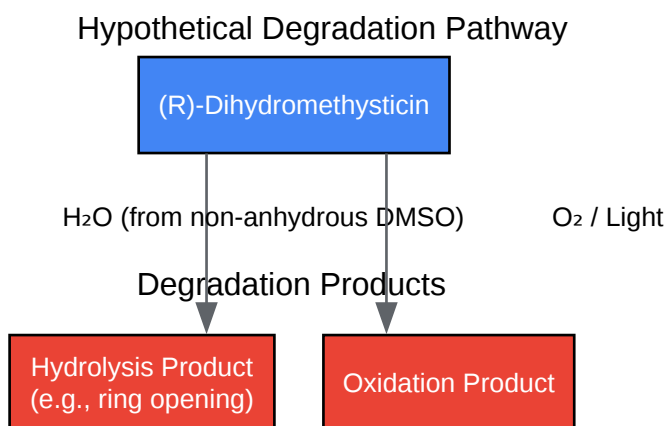 Hypothetical Degradation Pathway
(R)-Dihydromethysticin
H₂O (from non-anhydrous DMSO)
O₂ / Light
Degradation Products
Hydrolysis Product
(e.g., ring opening)
Oxidation Product